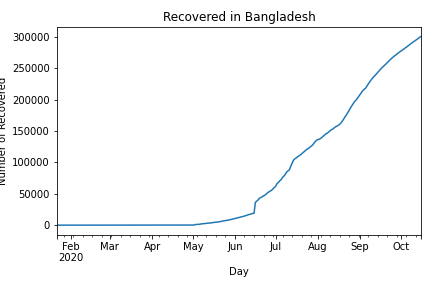 Recovered in Bangladesh
300000
250000
200000
150000
100000
50000
0
Number of Recovered
Feb Mar Apr May Jun Jul Aug Sep Oct
2020
Day